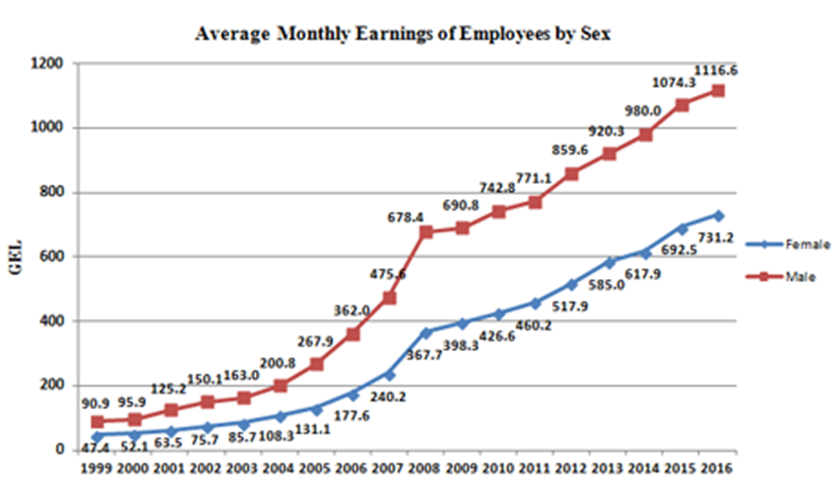 Average Monthly Earnings of Employees by Sex
GEL
1200
1000
800
600
400
200
0
90.9 95.9 125.2 150.1 163.0 200.8 267.9 362.0 475.6 678.4 690.8 742.8 771.1 859.6 920.3 980.0 1074.3 1116.6
47.4 52.1 63.5 75.7 85.7 108.3 131.1 177.6 240.2 367.7 398.3 426.6 460.2 517.9 585.0 617.9 692.5 731.2
1999 2000 2001 2002 2003 2004 2005 2006 2007 2008 2009 2010 2011 2012 2013 2014 2015 2016
Female
Male